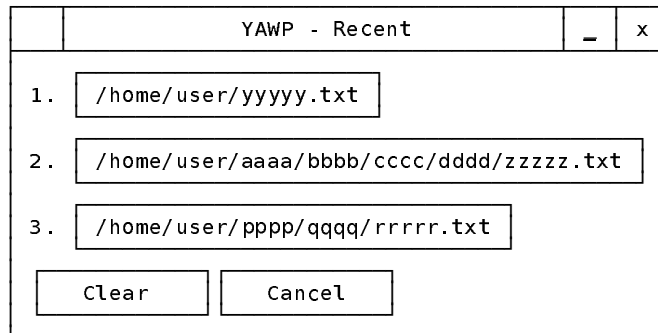 YAWP - Recent _ x
1. /home/user/yyyyy.txt
2. /home/user/aaaa/bbbb/cccc/dddd/zzzzz.txt
3. /home/user/pppp/qqqq/rrrrr.txt
Clear Cancel